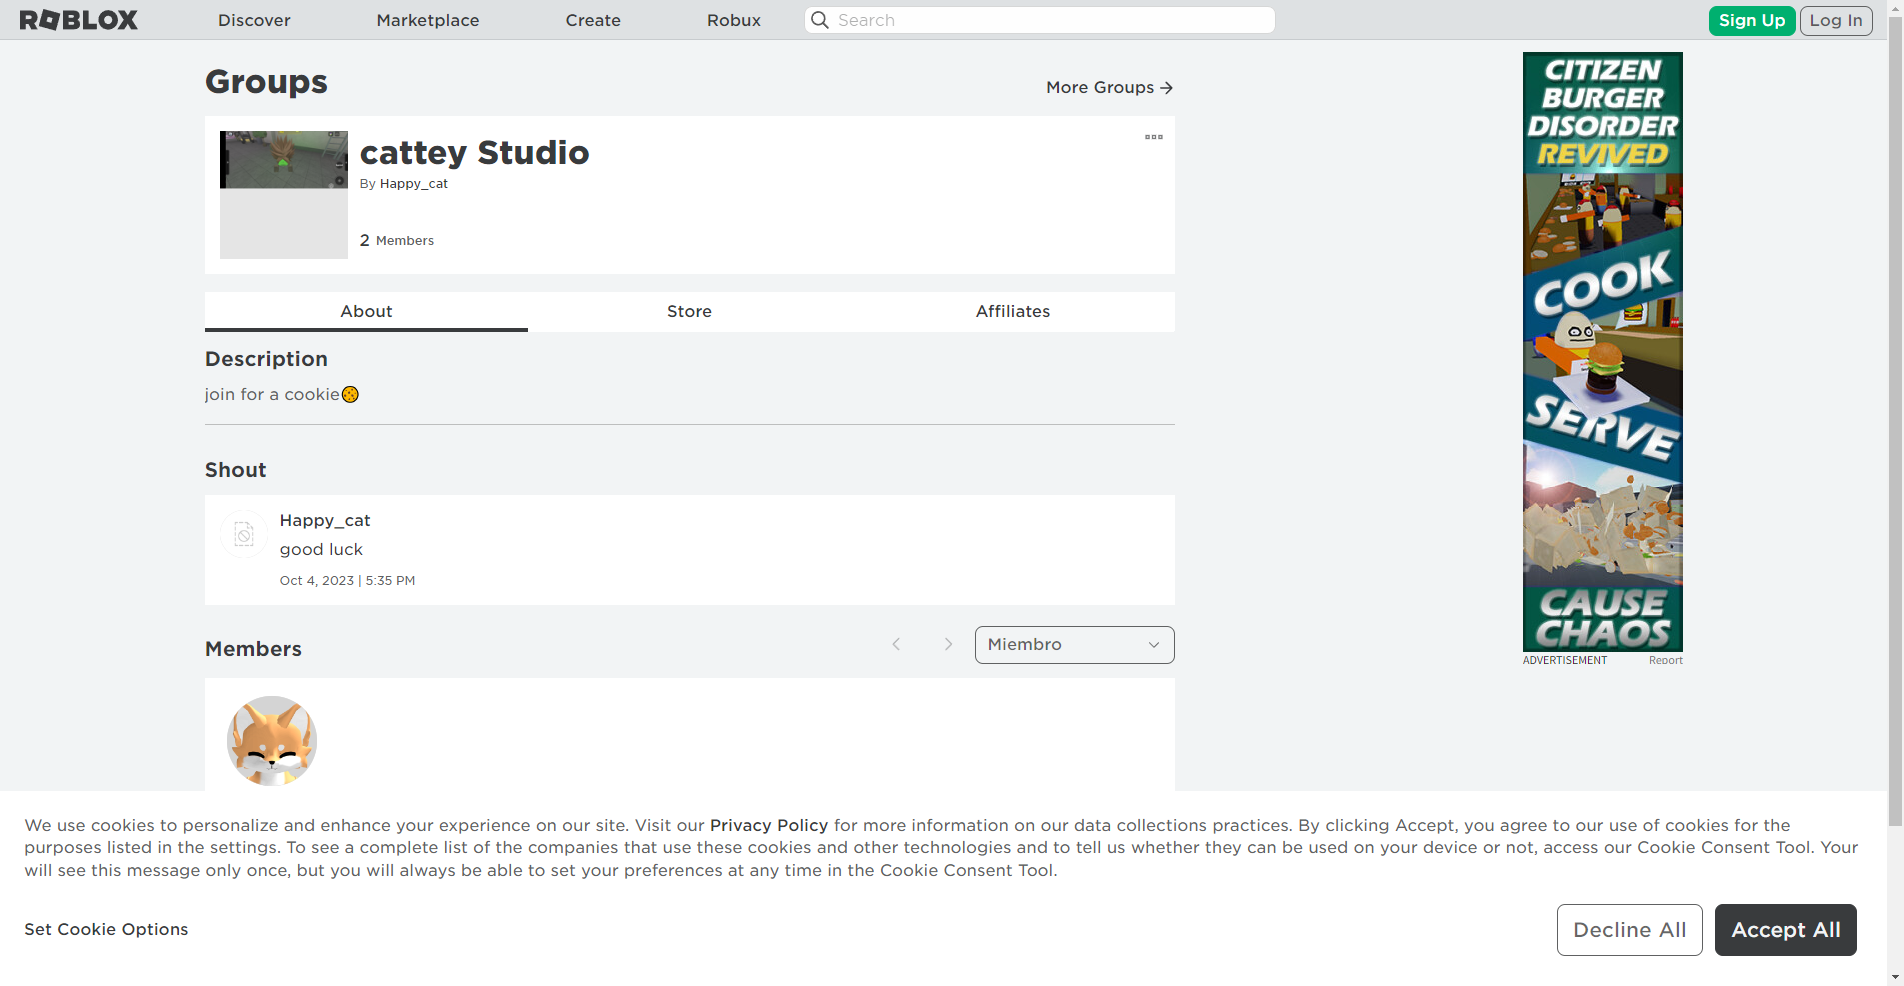 ROBLOX
Discover
Marketplace
Create
Robux
Search
Sign Up
Log In
Groups
More Groups
cattey Studio
By Happy_cat
2 Members
About
Store
Affiliates
Description
join for a cookie🍪
Shout
Happy_cat
good luck
Oct 4, 2023 | 5:35 PM
Members
Miembro
CITIZEN
BURGER
DISORDER
REVIVED
COOK
SERVE
CAUSE
CHAOS
ADVERTISEMENT
Report
We use cookies to personalize and enhance your experience on our site. Visit our Privacy Policy for more information on our data collections practices. By clicking Accept, you agree to our use of cookies for the
purposes listed in the settings. To see a complete list of the companies that use these cookies and other technologies and to tell us whether they can be used on your device or not, access our Cookie Consent Tool. Your
will see this message only once, but you will always be able to set your preferences at any time in the Cookie Consent Tool.
Set Cookie Options
Decline All
Accept All